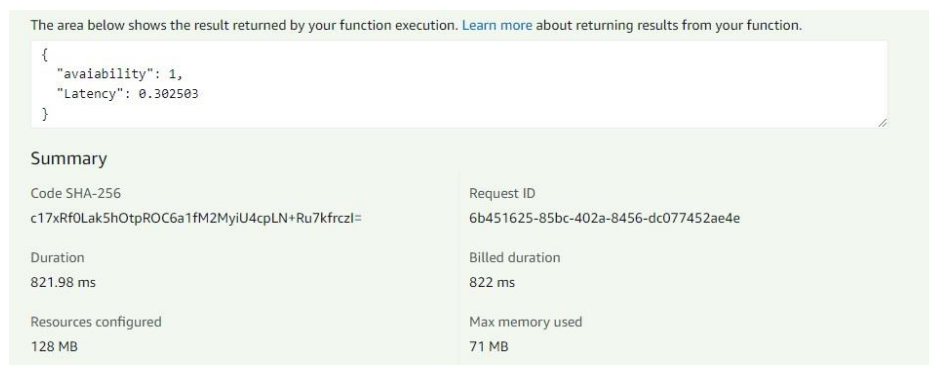 The area below shows the result returned by your function execution. Learn more about returning results from your function.
{
"avaiability": 1,
"Latency": 0.302503
}
Summary
Code SHA-256
Request ID
c17xRf0Lak5hOtpROC6a1fM2MyiU4cpLN+Ru7kfrczI=
6b451625-85bc-402a-8456-dc077452ae4e
Duration
Billed duration
821.98 ms
822 ms
Resources configured
Max memory used
128 MB
71 MB